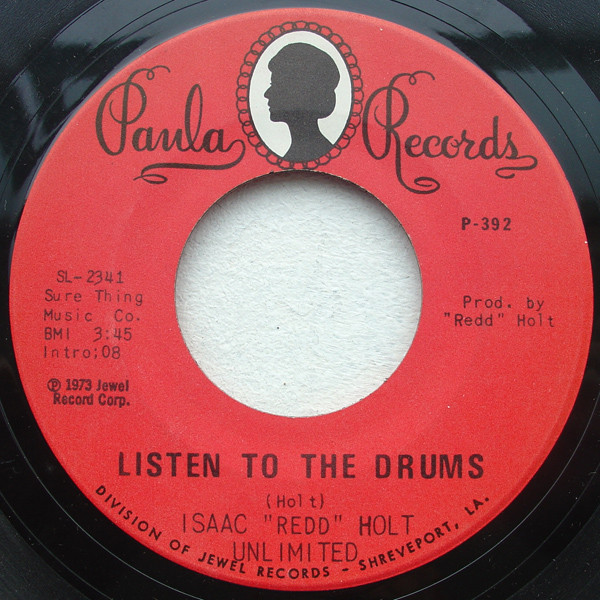 Paula Records
P-392
SL-2341
Sure Thing
Music Co.
BMI 3:45
Intro;08
Prod. by
"Redd" Holt
℗ 1973 Jewel
Record Corp.
LISTEN TO THE DRUMS
(Holt)
ISAAC "REDD" HOLT
UNLIMITED
DIVISION OF JEWEL RECORDS - SHREVEPORT, LA.